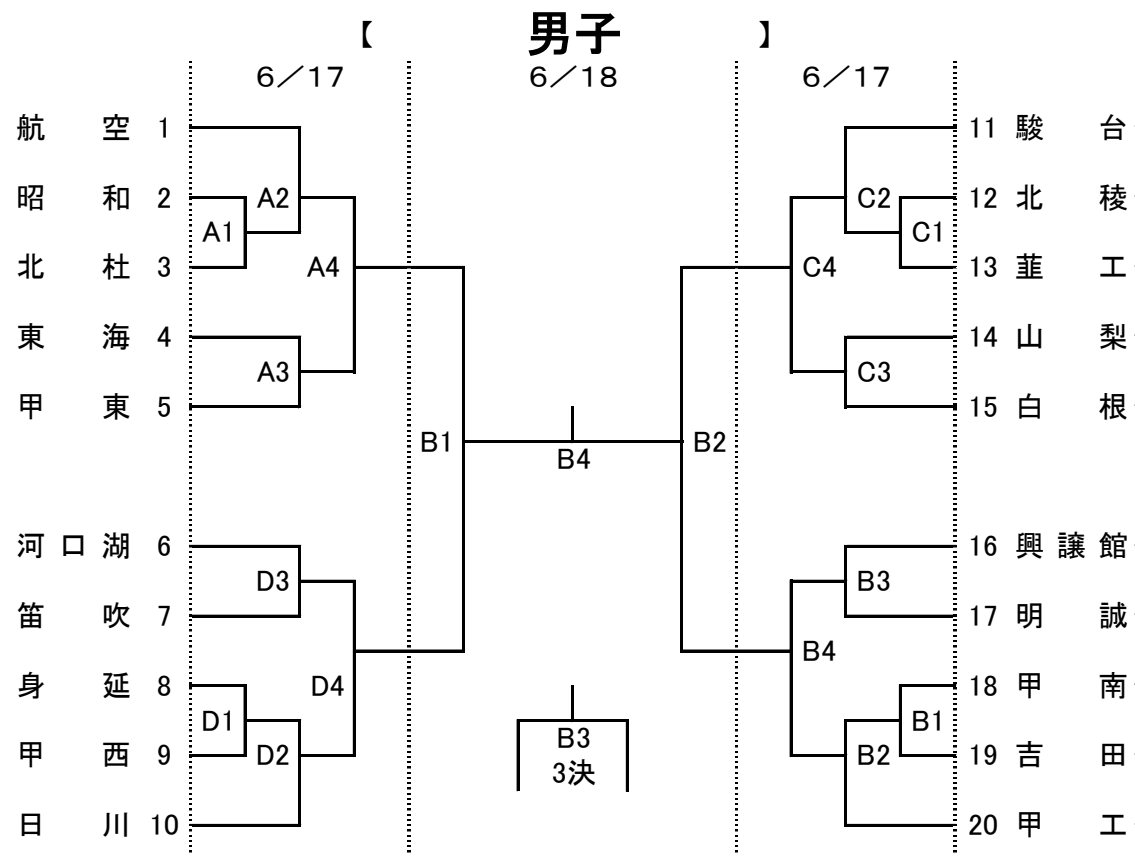 【 男子 】
6／17 6／18 6／17
航空 1
昭和 2
北杜 3
東海 4
甲東 5
河口湖 6
笛吹 7
身延 8
甲西 9
日川 10
A1
A2
A3
A4
D3
D1
D2
D4
B1
B4
B3
3決
B2
C2
C1
C4
C3
B3
B4
B1
B2
11 駿台
12 北稜
13 韮工
14 山梨
15 白根
16 興譲館
17 明誠
18 甲南
19 吉田
20 甲工